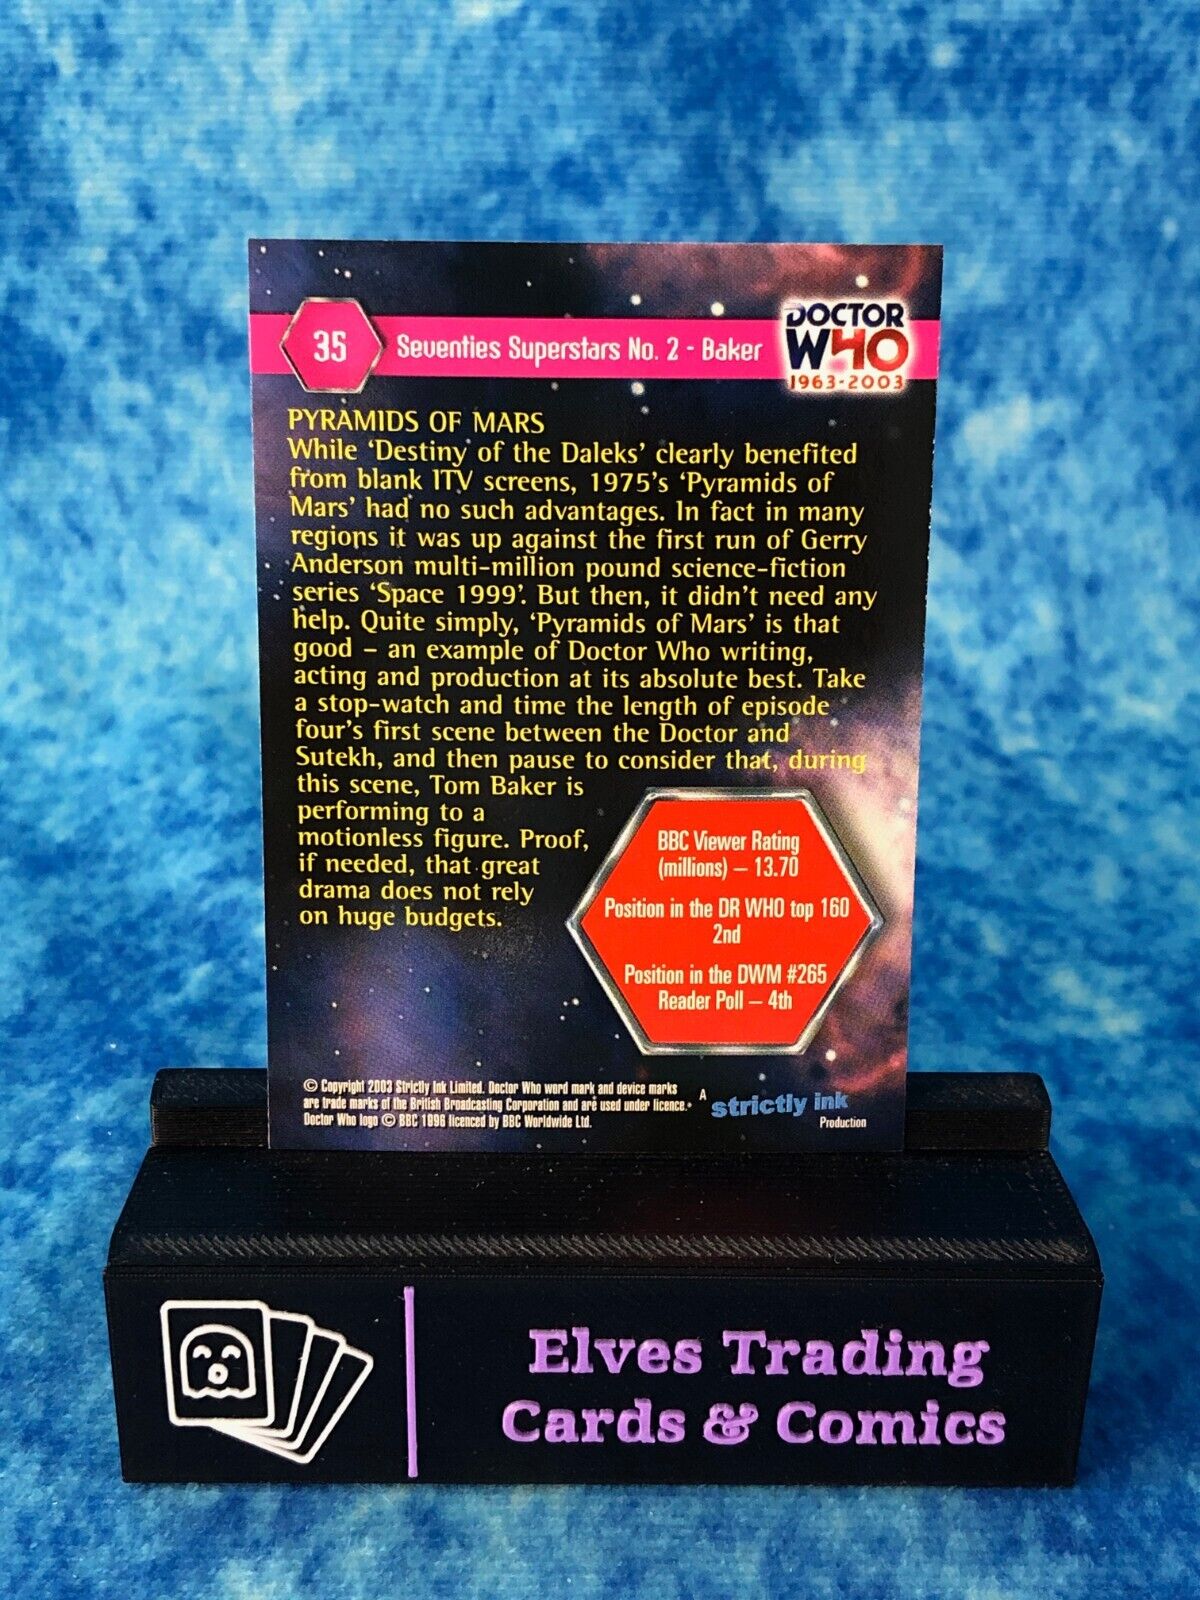 35
Seventies Superstars No. 2 - Baker
DOCTOR
WHO
1963-2003
PYRAMIDS OF MARS
While ‘Destiny of the Daleks’ clearly benefited
from blank ITV screens, 1975’s ‘Pyramids of
Mars’ had no such advantages. In fact in many
regions it was up against the first run of Gerry
Anderson multi-million pound science-fiction
series ‘Space 1999’. But then, it didn’t need any
help. Quite simply, ‘Pyramids of Mars’ is that
good – an example of Doctor Who writing,
acting and production at its absolute best. Take
a stop-watch and time the length of episode
four’s first scene between the Doctor and
Sutekh, and then pause to consider that, during
this scene, Tom Baker is
performing to a
motionless figure. Proof,
if needed, that great
drama does not rely
on huge budgets.
BBC Viewer Rating
(millions) – 13.70
Position in the DR WHO top 160
2nd
Position in the DWM #265
Reader Poll – 4th
© Copyright 2003 Strictly Ink Limited. Doctor Who word mark and device marks
are trade marks of the British Broadcasting Corporation and are used under licence.
Doctor Who logo © BBC 1996 licenced by BBC Worldwide Ltd.
A
strictly ink
Production
Elves Trading
Cards & Comics